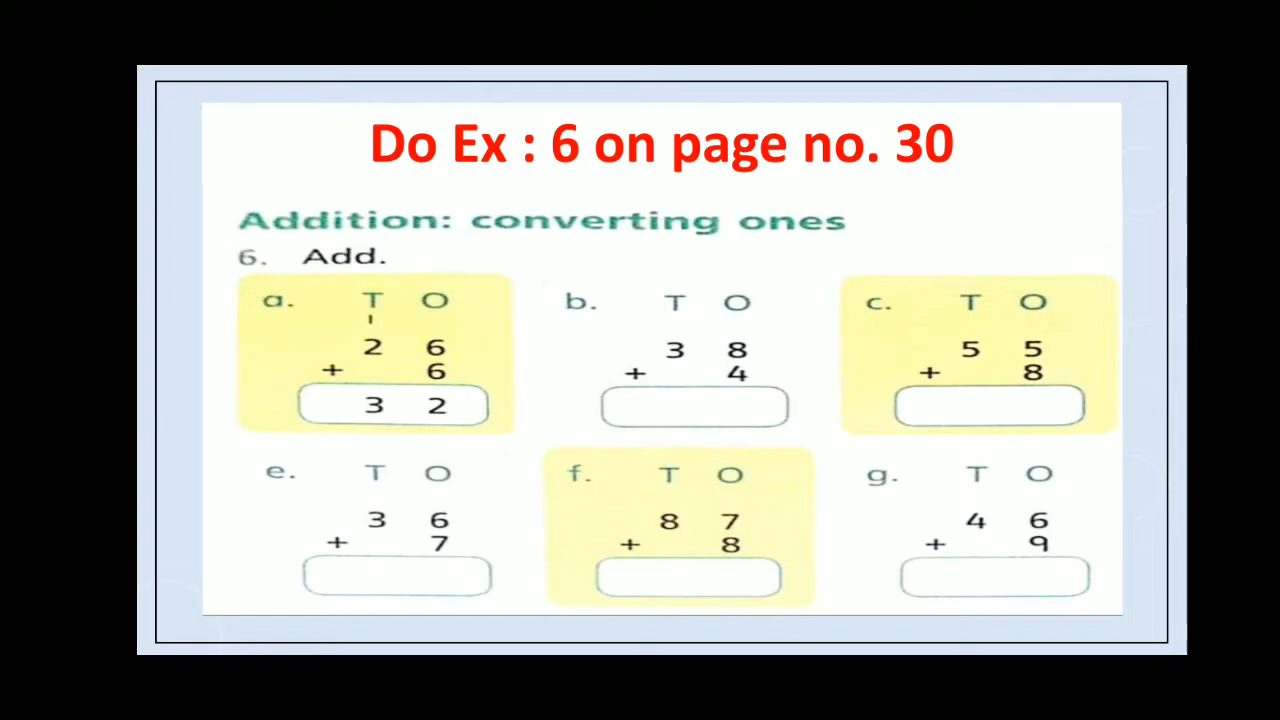 Do Ex : 6 on page no. 30
Addition: converting ones
6. Add.
a. T O
1
2 6
+ 6
3 2
b. T O
3 8
+ 4
c. T O
5 5
+ 8
e. T O
3 6
+ 7
f. T O
8 7
+ 8
g. T O
4 6
+ 9